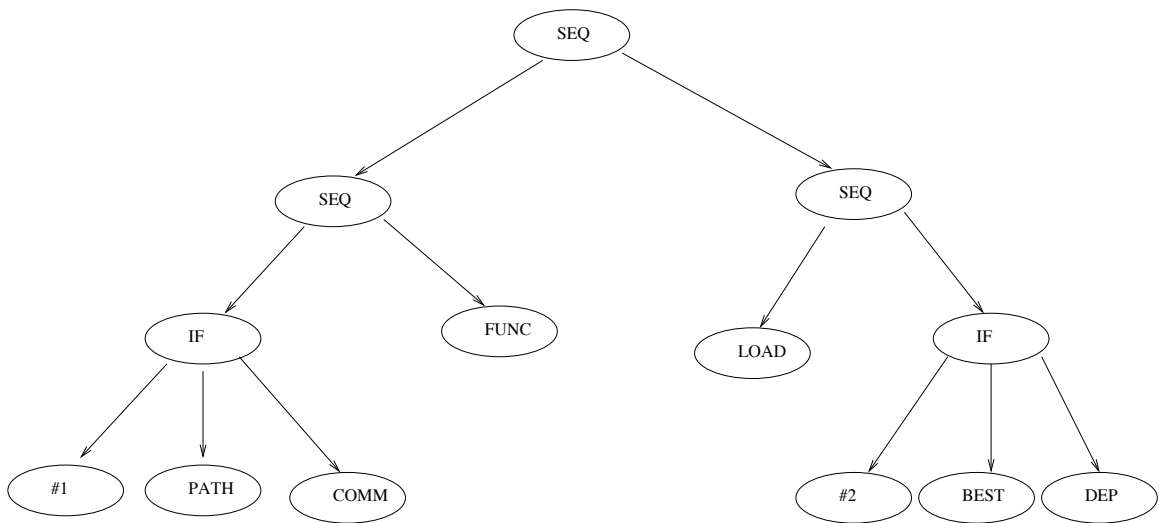 SEQ
SEQ
SEQ
IF
FUNC
LOAD
IF
#1
PATH
COMM
#2
BEST
DEP